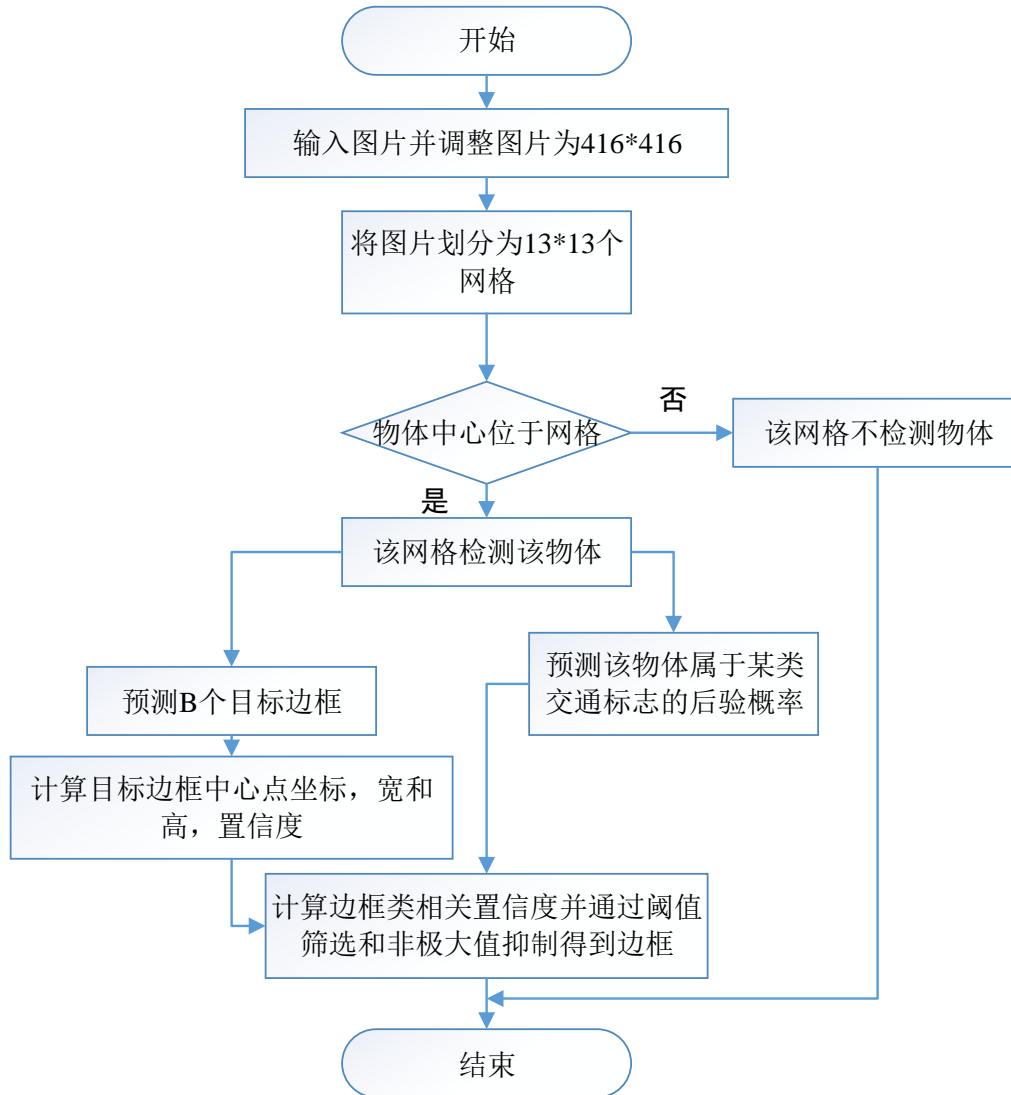 开始
输入图片并调整图片为416*416
将图片划分为13*13个
网格
物体中心位于网格
否
该网格不检测物体
是
该网格检测该物体
预测该物体属于某类
交通标志的后验概率
预测B个目标边框
计算目标边框中心点坐标，宽和
高，置信度
计算边框类相关置信度并通过阈值
筛选和非极大值抑制得到边框
结束